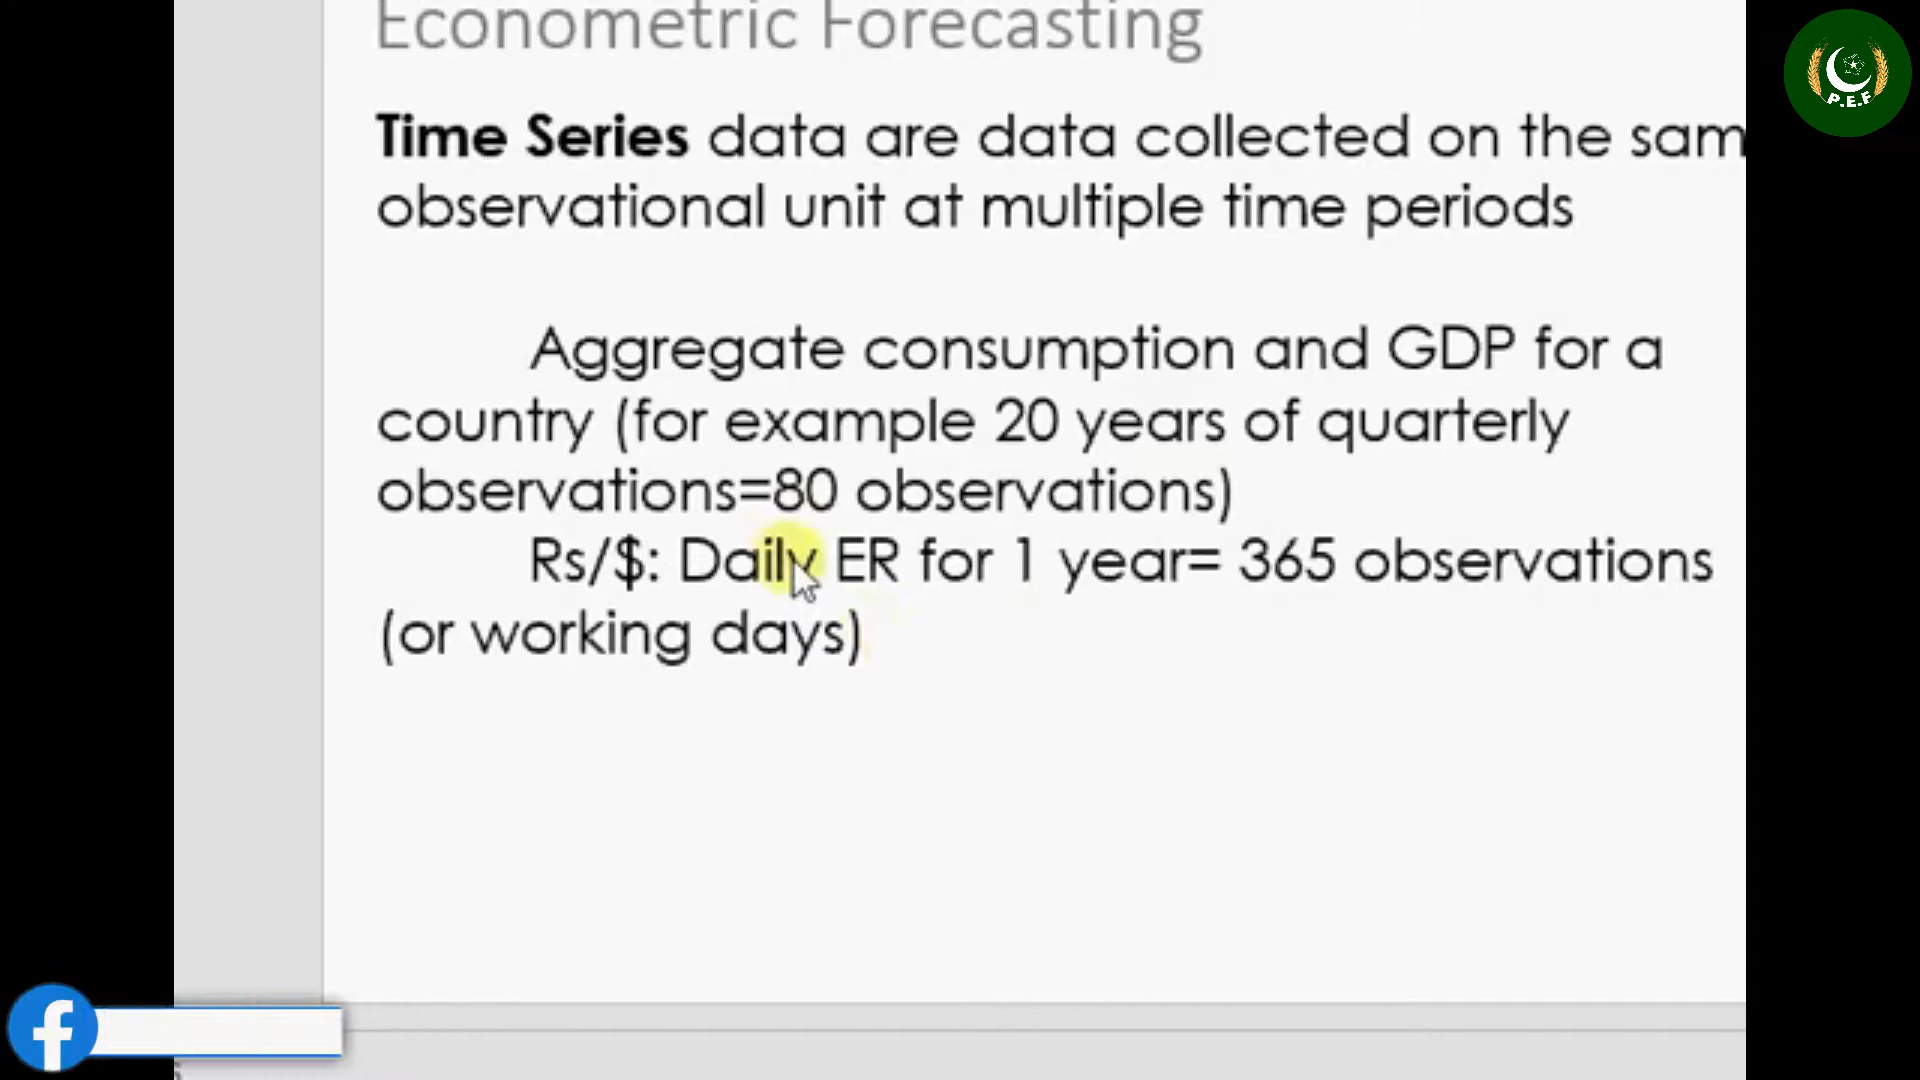 Econometric Forecasting
Time Series data are data collected on the sam
observational unit at multiple time periods
Aggregate consumption and GDP for a
country (for example 20 years of quarterly
observations=80 observations)
Rs/$: Daily ER for 1 year= 365 observations
(or working days)
P.E.F
f